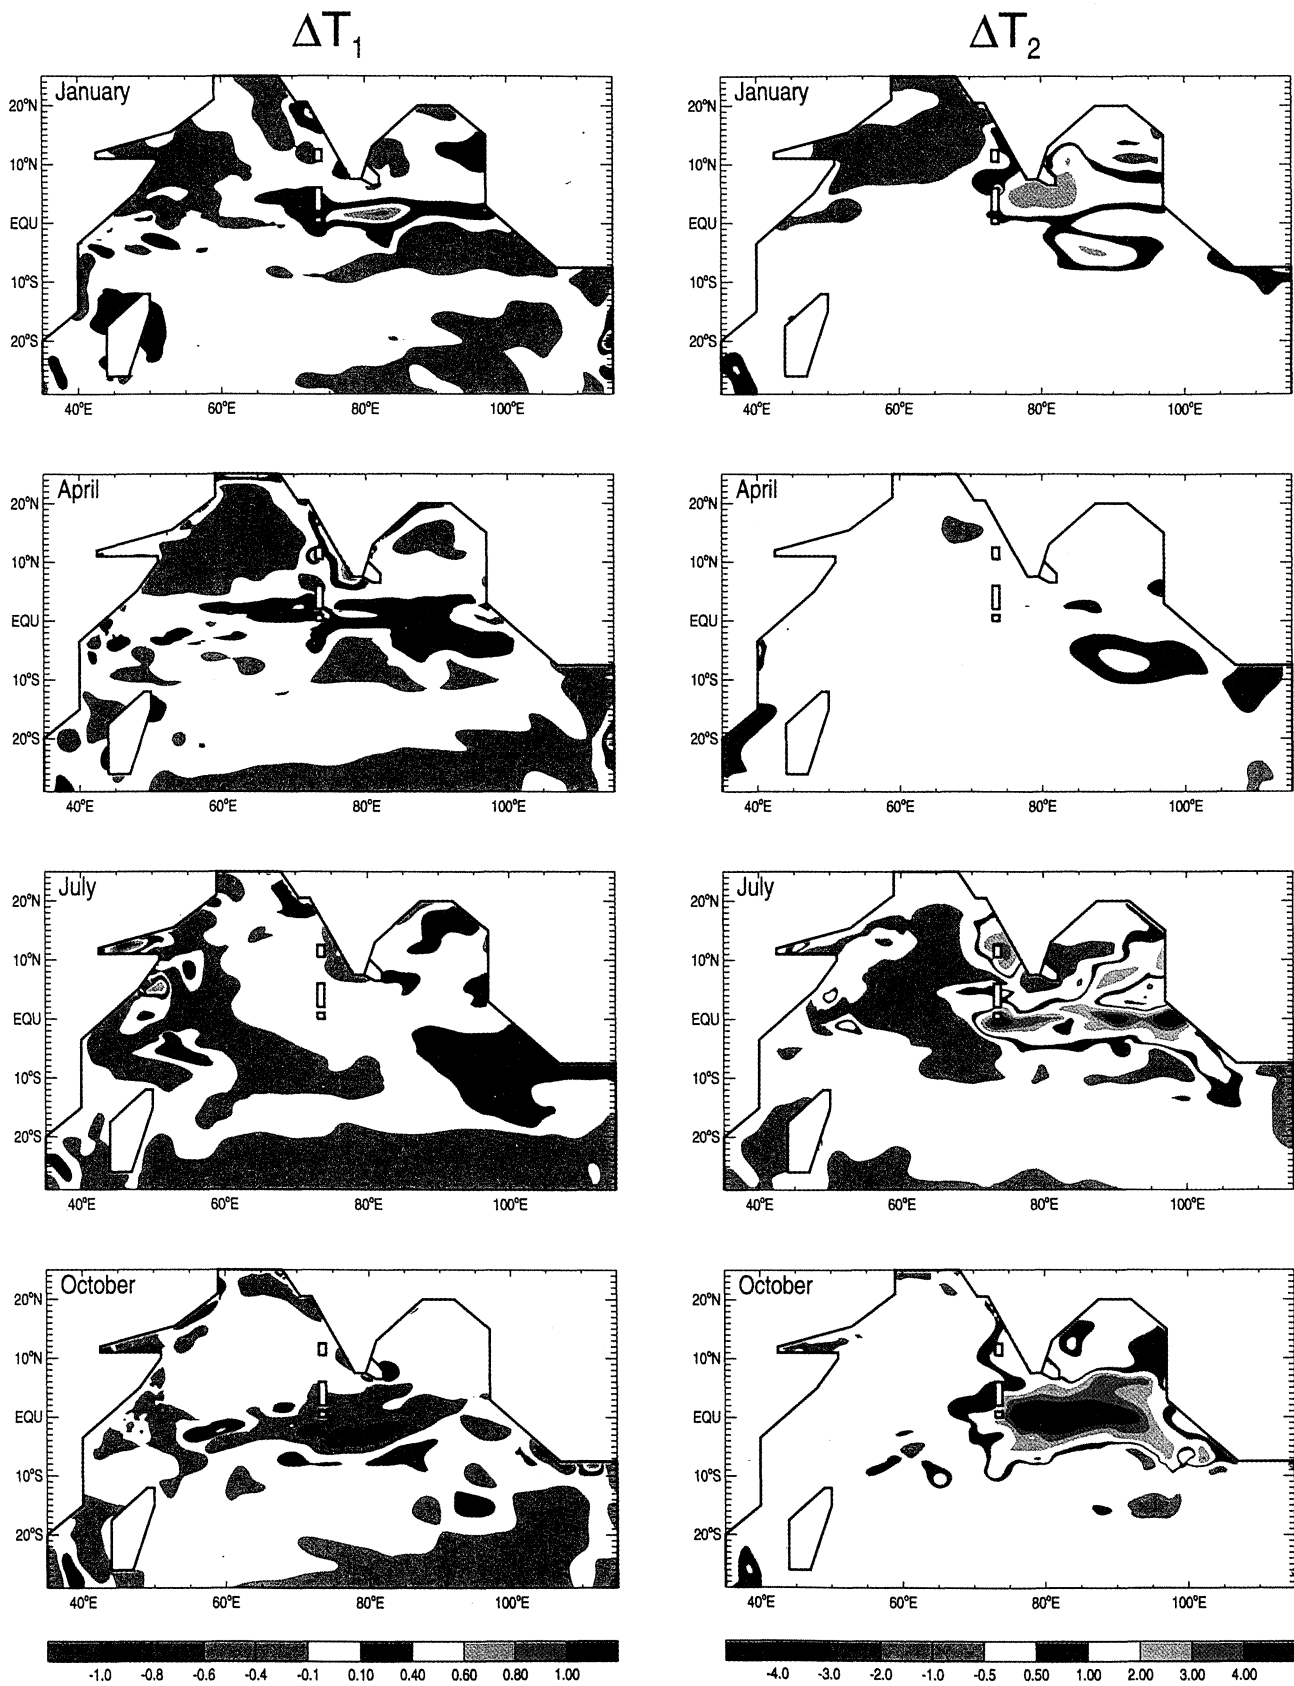 ΔT₁ ΔT₂
January January
20°N 20°N
10°N 10°N
EQU EQU
10°S 10°S
20°S 20°S
40°E 60°E 80°E 100°E 40°E 60°E 80°E 100°E
April April
20°N 20°N
10°N 10°N
EQU EQU
10°S 10°S
20°S 20°S
40°E 60°E 80°E 100°E 40°E 60°E 80°E 100°E
July July
20°N 20°N
10°N 10°N
EQU EQU
10°S 10°S
20°S 20°S
40°E 60°E 80°E 100°E 40°E 60°E 80°E 100°E
October October
20°N 20°N
10°N 10°N
EQU EQU
10°S 10°S
20°S 20°S
40°E 60°E 80°E 100°E 40°E 60°E 80°E 100°E
-1.0 -0.8 -0.6 -0.4 -0.1 0.10 0.40 0.60 0.80 1.00 -4.0 -3.0 -2.0 -1.0 -0.5 0.50 1.00 2.00 3.00 4.00